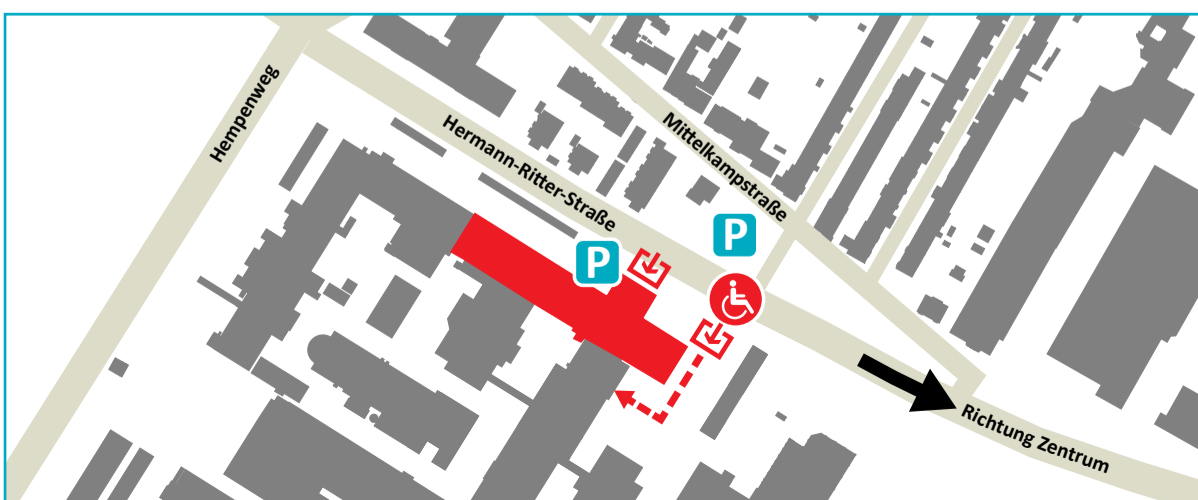 Hempenweg
Hermann-Ritter-Straße
Mittelkampstraße
P
P
Richtung Zentrum